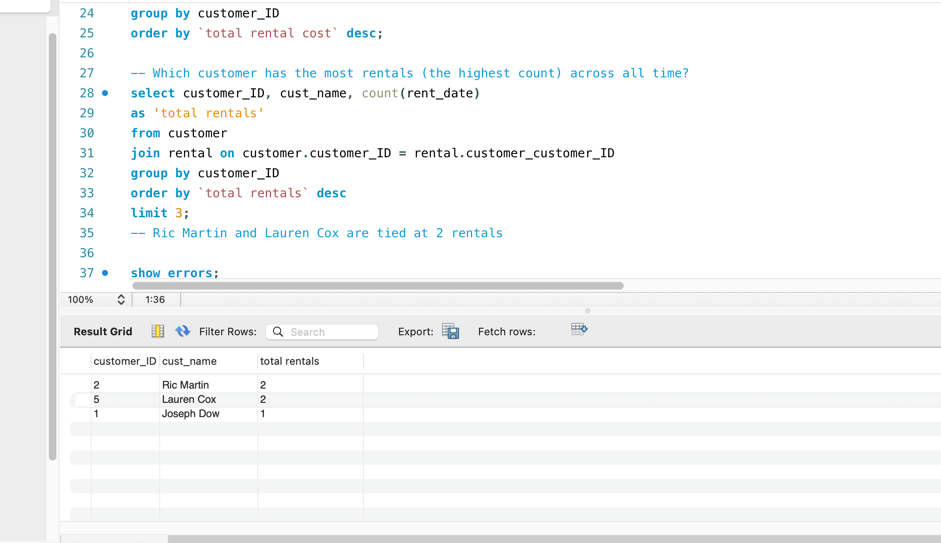 24 group by customer_ID
25 order by `total rental cost` desc;
26
27 -- Which customer has the most rentals (the highest count) across all time?
28 select customer_ID, cust_name, count(rent_date)
29 as 'total rentals'
30 from customer
31 join rental on customer.customer_ID = rental.customer_customer_ID
32 group by customer_ID
33 order by `total rentals` desc
34 limit 3;
35 -- Ric Martin and Lauren Cox are tied at 2 rentals
36
37 show errors;
100% 1:36
Result Grid Filter Rows: Search Export: Fetch rows:
customer_ID cust_name total rentals
2 Ric Martin 2
5 Lauren Cox 2
1 Joseph Dow 1